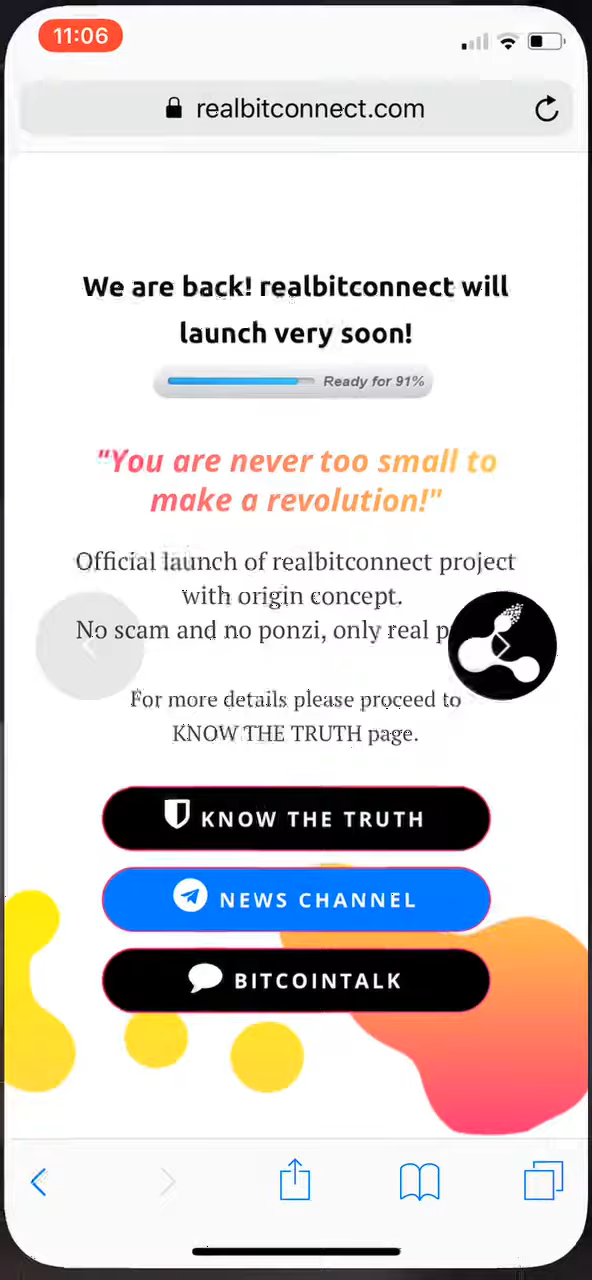 11:06
realbitconnect.com
We are back! realbitconnect will
launch very soon!
Ready for 91%
"You are never too small to
make a revolution!"
Official launch of realbitconnect project
with origin concept.
No scam and no ponzi, only real
For more details please proceed to
KNOW THE TRUTH page.
KNOW THE TRUTH
NEWS CHANNEL
BITCOINTALK